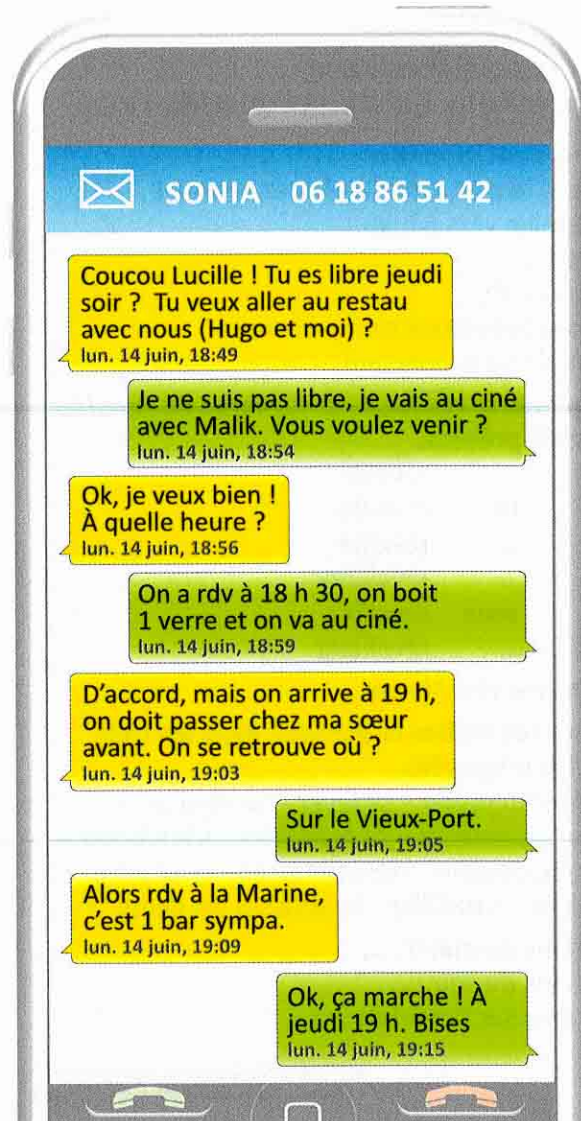 SONIA 06 18 86 51 42
Coucou Lucille ! Tu es libre jeudi
soir ? Tu veux aller au restau
avec nous (Hugo et moi) ?
lun. 14 juin, 18:49
Je ne suis pas libre, je vais au ciné
avec Malik. Vous voulez venir ?
lun. 14 juin, 18:54
Ok, je veux bien !
À quelle heure ?
lun. 14 juin, 18:56
On a rdv à 18 h 30, on boit
1 verre et on va au ciné.
lun. 14 juin, 18:59
D'accord, mais on arrive à 19 h,
on doit passer chez ma sœur
avant. On se retrouve où ?
lun. 14 juin, 19:03
Sur le Vieux-Port.
lun. 14 juin, 19:05
Alors rdv à la Marine,
c'est 1 bar sympa.
lun. 14 juin, 19:09
Ok, ça marche ! À
jeudi 19 h. Bises
lun. 14 juin, 19:15